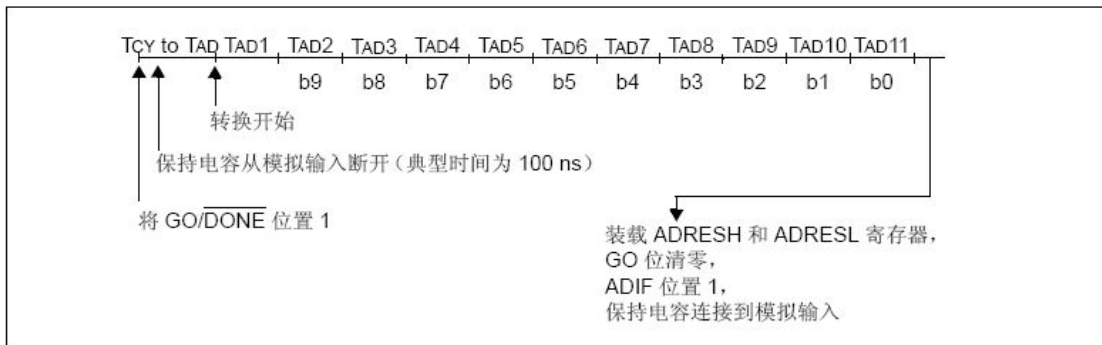 TCY to TAD TAD1 TAD2 TAD3 TAD4 TAD5 TAD6 TAD7 TAD8 TAD9 TAD10 TAD11
b9 b8 b7 b6 b5 b4 b3 b2 b1 b0
转换开始
保持电容从模拟输入断开（典型时间为 100 ns）
将 GO/DONE 位置 1
装载 ADRESH 和 ADRESL 寄存器，
GO 位清零，
ADIF 位置 1，
保持电容连接到模拟输入